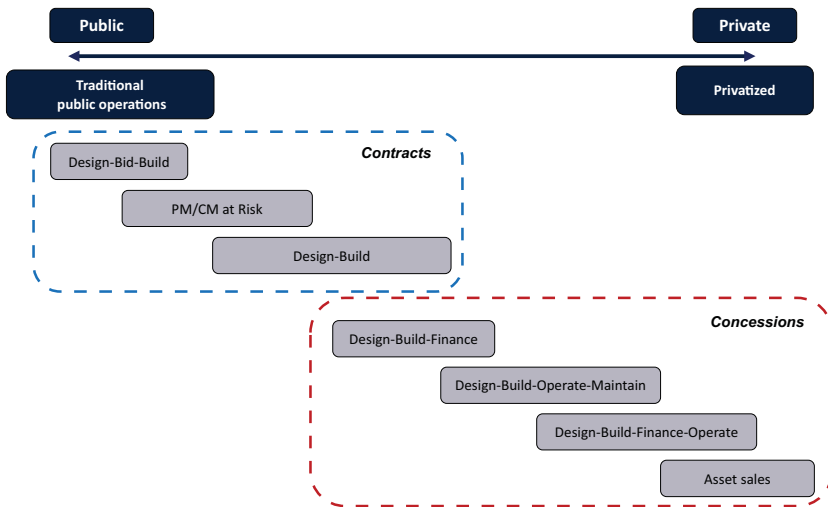 Public
Private
Traditional
public operations
Privatized
Contracts
Design-Bid-Build
PM/CM at Risk
Design-Build
Concessions
Design-Build-Finance
Design-Build-Operate-Maintain
Design-Build-Finance-Operate
Asset sales